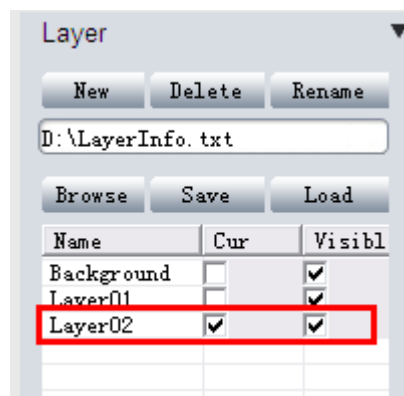 Layer
New Delete Rename
D:\LayerInfo.txt
Browse Save Load
Name Cur Visibl
Background
Layer01
Layer02